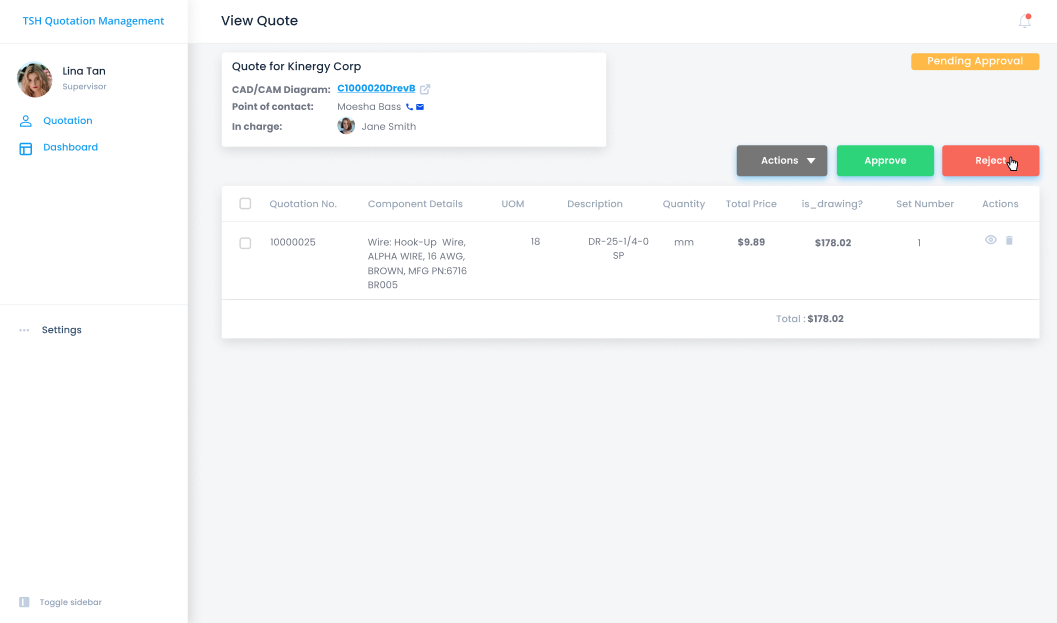 TSH Quotation Management
View Quote
Lina Tan
Supervisor
Quotation
Dashboard
Settings
Toggle sidebar
Quote for Kinergy Corp
CAD/CAM Diagram: C1000020DrevB
Point of contact: Moesha Bass
In charge: Jane Smith
Pending Approval
Actions Approve Reject
Quotation No. Component Details UOM Description Quantity Total Price is_drawing? Set Number Actions
10000025 Wire: Hook-Up Wire, 18 DR-25-1/4-0 mm $9.89 $178.02 1
ALPHA WIRE, 16 AWG, SP
BROWN, MFG PN:6716
BR005
Total : $178.02